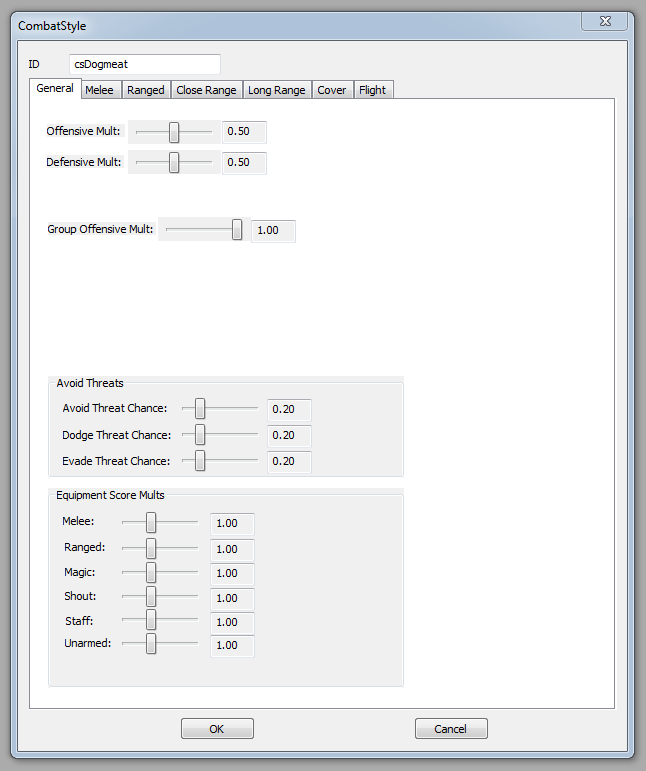 CombatStyle
ID csDogmeat
General Melee Ranged Close Range Long Range Cover Flight
Offensive Mult: 0.50
Defensive Mult: 0.50
Group Offensive Mult: 1.00
Avoid Threats
Avoid Threat Chance: 0.20
Dodge Threat Chance: 0.20
Evade Threat Chance: 0.20
Equipment Score Mults
Melee: 1.00
Ranged: 1.00
Magic: 1.00
Shout: 1.00
Staff: 1.00
Unarmed: 1.00
OK Cancel